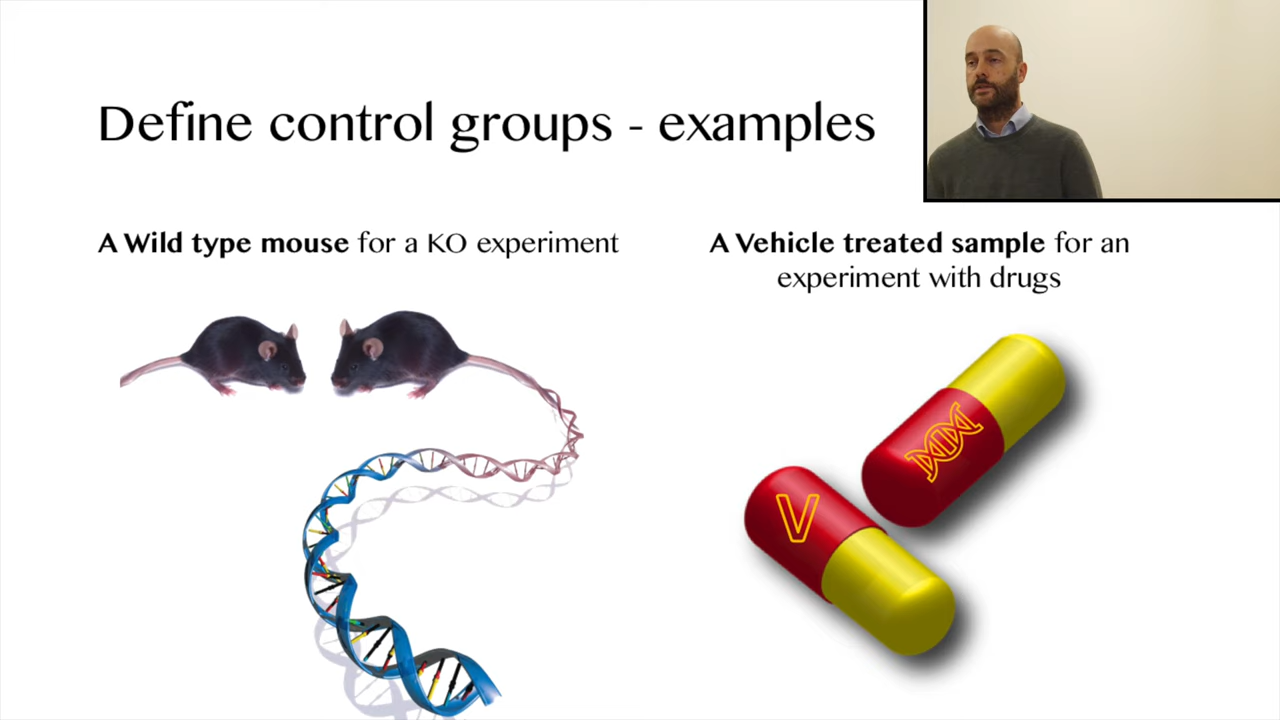 Define control groups - examples
A Wild type mouse for a KO experiment
A Vehicle treated sample for an
experiment with drugs
V